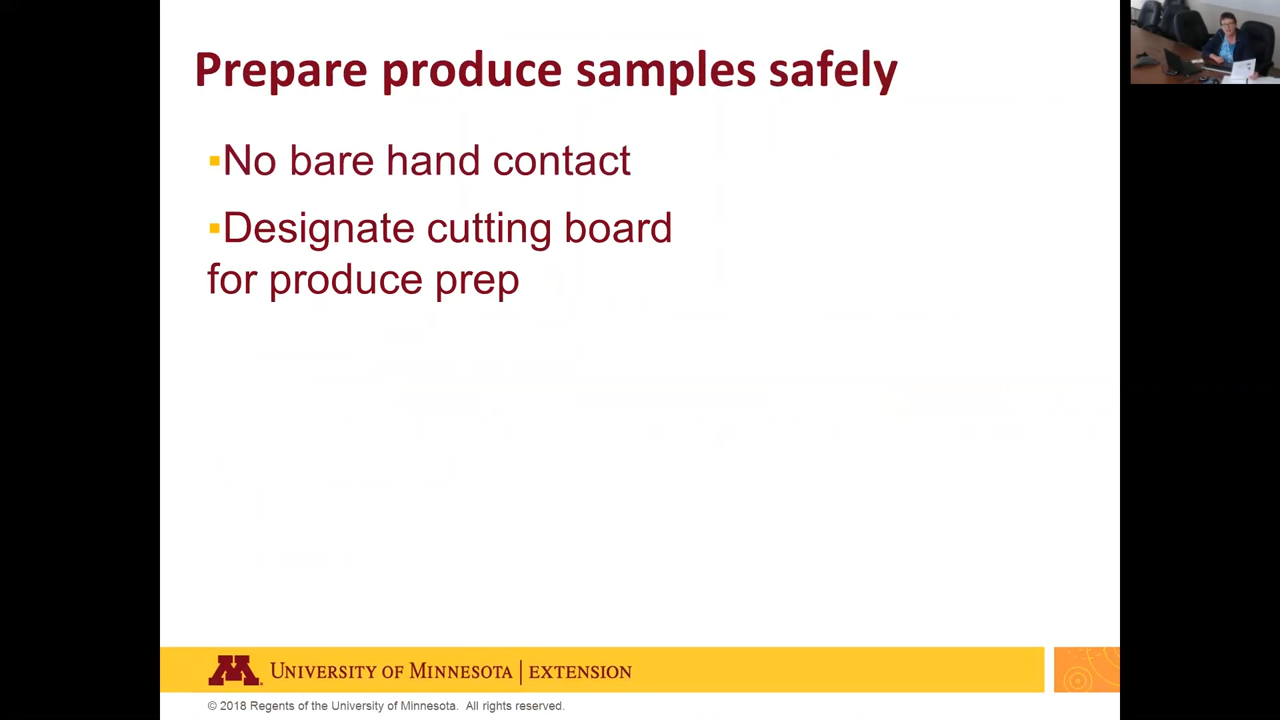 Prepare produce samples safely
▪No bare hand contact
▪Designate cutting board
for produce prep
M
UNIVERSITY OF MINNESOTA | EXTENSION
© 2018 Regents of the University of Minnesota. All rights reserved.